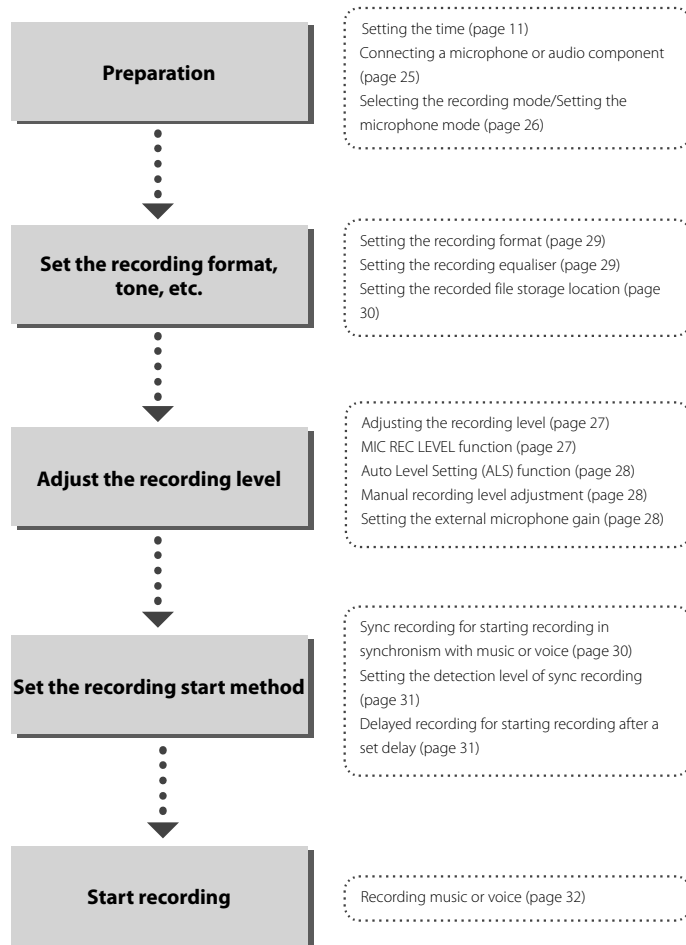 Preparation
Setting the time (page 11)
Connecting a microphone or audio component
(page 25)
Selecting the recording mode/Setting the
microphone mode (page 26)
Set the recording format,
tone, etc.
Setting the recording format (page 29)
Setting the recording equaliser (page 29)
Setting the recorded file storage location (page
30)
Adjust the recording level
Adjusting the recording level (page 27)
MIC REC LEVEL function (page 27)
Auto Level Setting (ALS) function (page 28)
Manual recording level adjustment (page 28)
Setting the external microphone gain (page 28)
Set the recording start method
Sync recording for starting recording in
synchronism with music or voice (page 30)
Setting the detection level of sync recording
(page 31)
Delayed recording for starting recording after a
set delay (page 31)
Start recording
Recording music or voice (page 32)